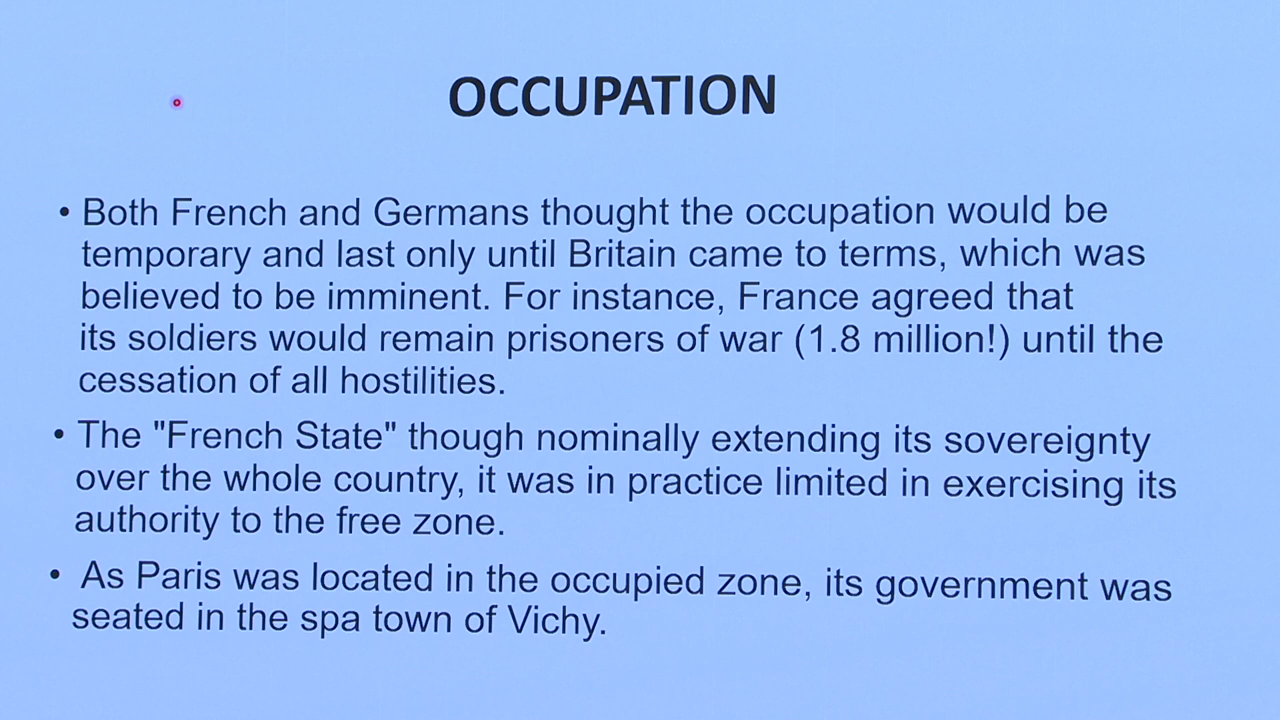 OCCUPATION
• Both French and Germans thought the occupation would be
temporary and last only until Britain came to terms, which was
believed to be imminent. For instance, France agreed that
its soldiers would remain prisoners of war (1.8 million!) until the
cessation of all hostilities.
• The "French State" though nominally extending its sovereignty
over the whole country, it was in practice limited in exercising its
authority to the free zone.
• As Paris was located in the occupied zone, its government was
seated in the spa town of Vichy.